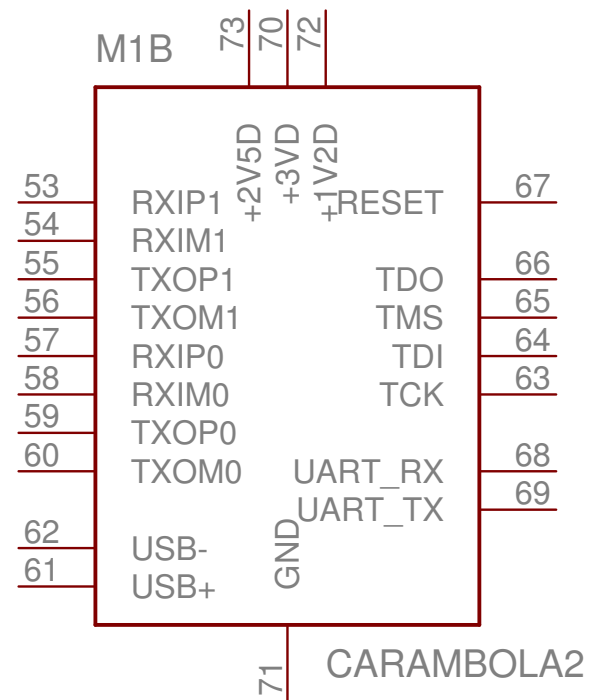 M1B
73
70
72
+2V5D
+3VD
+1V2D
53 RXIP1 RESET 67
54 RXIM1
55 TXOP1 TDO 66
56 TXOM1 TMS 65
57 RXIP0 TDI 64
58 RXIM0 TCK 63
59 TXOP0
60 TXOM0 UART_RX 68
UART_TX 69
62 USB-
61 USB+
GND
71
CARAMBOLA2